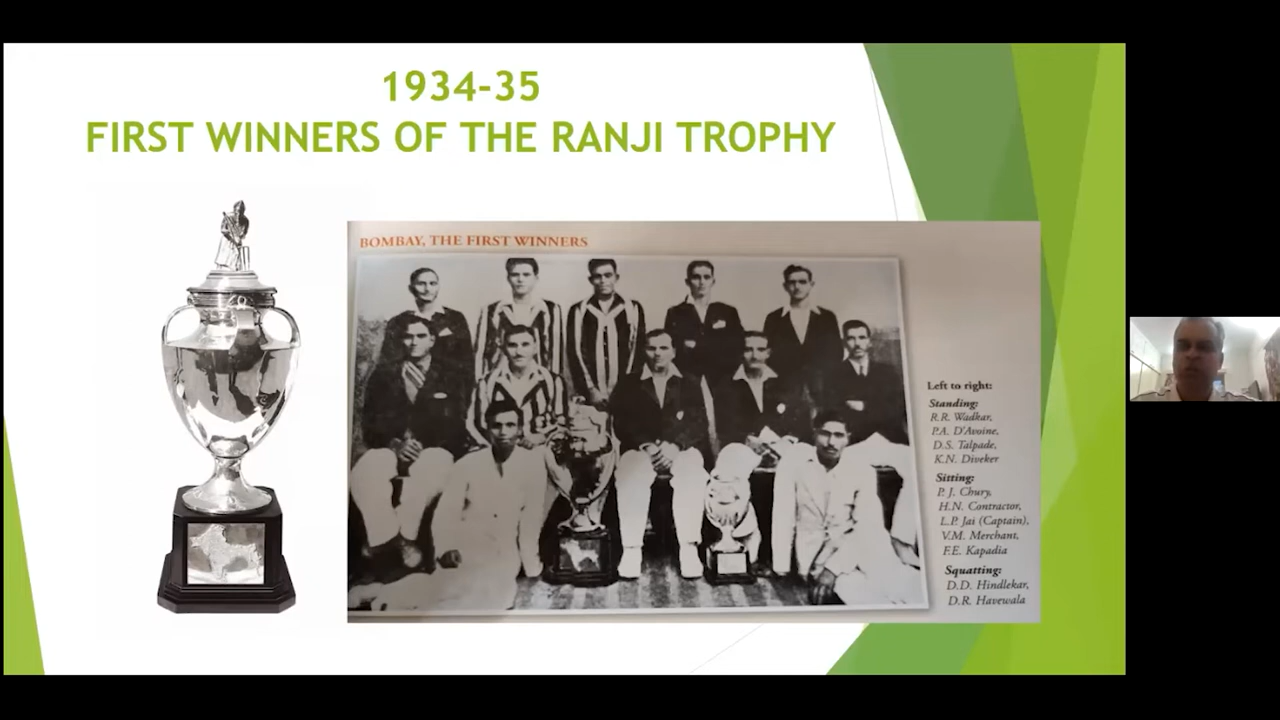 1934-35
FIRST WINNERS OF THE RANJI TROPHY
BOMBAY, THE FIRST WINNERS
Left to right:
Standing:
R.R. Wadkar,
P.A. D'Avoine,
D.S. Talpade,
K.N. Diveker
Sitting:
P. J. Chury,
H.N. Contractor,
L.P. Jai (Captain),
V.M. Merchant,
F.E. Kapadia
Squatting:
D.D. Hindlekar,
D.R. Havewala